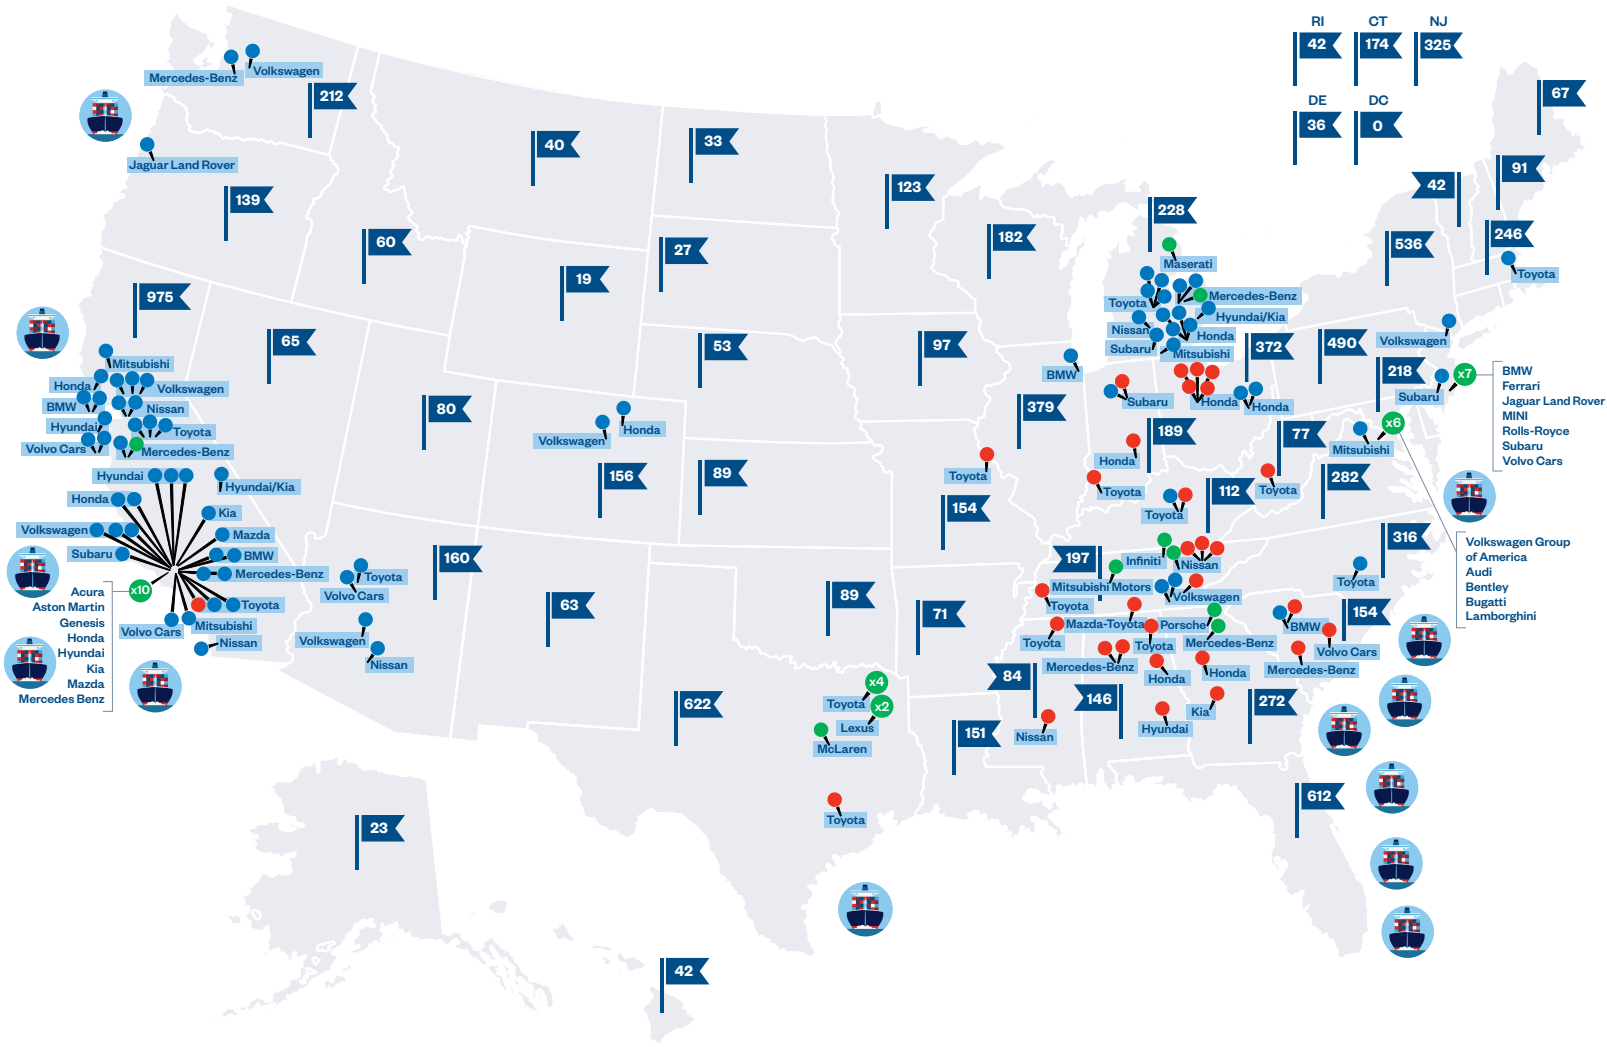 RI
CT
NJ
42
174
325
DE
DC
36
0
67
Mercedes-Benz
Volkswagen
212
Jaguar Land Rover
139
40
33
123
182
228
91
42
246
536
Toyota
60
27
19
975
65
53
97
Maserati
Mercedes-Benz
Toyota
Hyundai/Kia
Nissan
Honda
Subaru
Mitsubishi
372
490
Volkswagen
218
Subaru
x7
BMW
Ferrari
Jaguar Land Rover
MINI
Rolls-Royce
Subaru
Volvo Cars
BMW
Subaru
Honda
Honda
Mitsubishi
Honda
Volkswagen
BMW
Nissan
Hyundai
Toyota
Volvo Cars
Mercedes-Benz
80
Volkswagen
Honda
379
189
77
x6
Mitsubishi
Honda
Toyota
Toyota
Toyota
Toyota
112
282
156
89
154
Hyundai
Hyundai/Kia
Honda
Kia
Volkswagen
Mazda
Subaru
BMW
Mercedes-Benz
x10
Toyota
Volvo Cars
Mitsubishi
Nissan
Acura
Aston Martin
Genesis
Honda
Hyundai
Kia
Mazda
Mercedes Benz
Toyota
Volvo Cars
Volkswagen
Nissan
160
63
89
71
197
Infiniti
Nissan
Mitsubishi Motors
Volkswagen
Toyota
316
Toyota
Volkswagen Group
of America
Audi
Bentley
Bugatti
Lamborghini
154
BMW
Volvo Cars
Mercedes-Benz
Mazda-Toyota
Porsche
Toyota
Toyota
Mercedes-Benz
Mercedes-Benz
Honda
Honda
84
146
Kia
272
Nissan
Hyundai
622
x4
Toyota
x2
Lexus
McLaren
151
Toyota
612
23
42